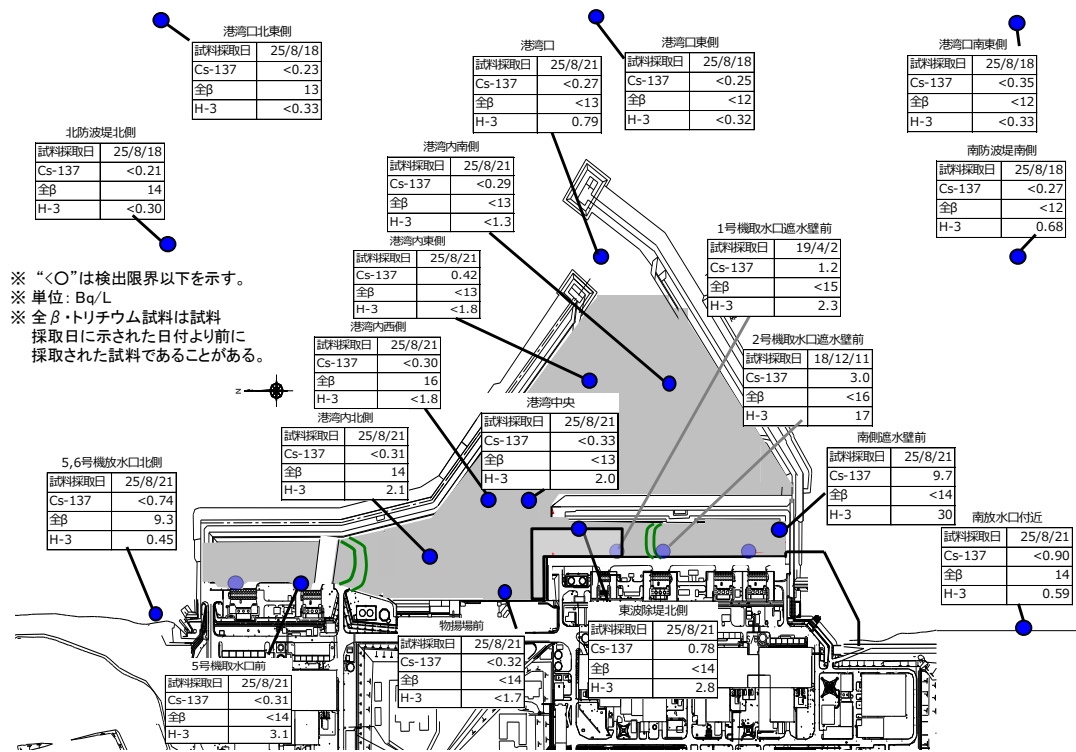 港湾口北東側
試料採取日 25/8/18
Cs-137 <0.23
全β 13
H-3 <0.33
港湾口
試料採取日 25/8/21
Cs-137 <0.27
全β <13
H-3 0.79
港湾口東側
試料採取日 25/8/18
Cs-137 <0.25
全β <12
H-3 <0.32
港湾口南東側
試料採取日 25/8/18
Cs-137 <0.35
全β <12
H-3 <0.33
北防波堤北側
試料採取日 25/8/18
Cs-137 <0.21
全β 14
H-3 <0.30
港湾内南側
試料採取日 25/8/21
Cs-137 <0.29
全β <13
H-3 <1.3
南防波堤南側
試料採取日 25/8/18
Cs-137 <0.27
全β <12
H-3 0.68
港湾内東側
試料採取日 25/8/21
Cs-137 0.42
全β <13
H-3 <1.8
1号機取水口遮水壁前
試料採取日 19/4/2
Cs-137 1.2
全β <15
H-3 2.3
※ “<〇”は検出限界以下を示す。
※ 単位: Bq/L
※ 全β・トリチウム試料は試料
採取日に示された日付より前に
採取された試料であることがある。
港湾内西側
試料採取日 25/8/21
Cs-137 <0.30
全β 16
H-3 <1.8
2号機取水口遮水壁前
試料採取日 18/12/11
Cs-137 3.0
全β <16
H-3 17
N
港湾中央
試料採取日 25/8/21
Cs-137 <0.33
全β <13
H-3 2.0
港湾内北側
試料採取日 25/8/21
Cs-137 <0.31
全β 14
H-3 2.1
南側遮水壁前
試料採取日 25/8/21
Cs-137 9.7
全β <14
H-3 30
5,6号機放水口北側
試料採取日 25/8/21
Cs-137 <0.74
全β 9.3
H-3 0.45
南放水口付近
試料採取日 25/8/21
Cs-137 <0.90
全β 14
H-3 0.59
物揚場前
試料採取日 25/8/21
Cs-137 <0.32
全β <14
H-3 <1.7
東波除堤北側
試料採取日 25/8/21
Cs-137 0.78
全β <14
H-3 2.8
5号機取水口前
試料採取日 25/8/21
Cs-137 <0.31
全β <14
H-3 3.1